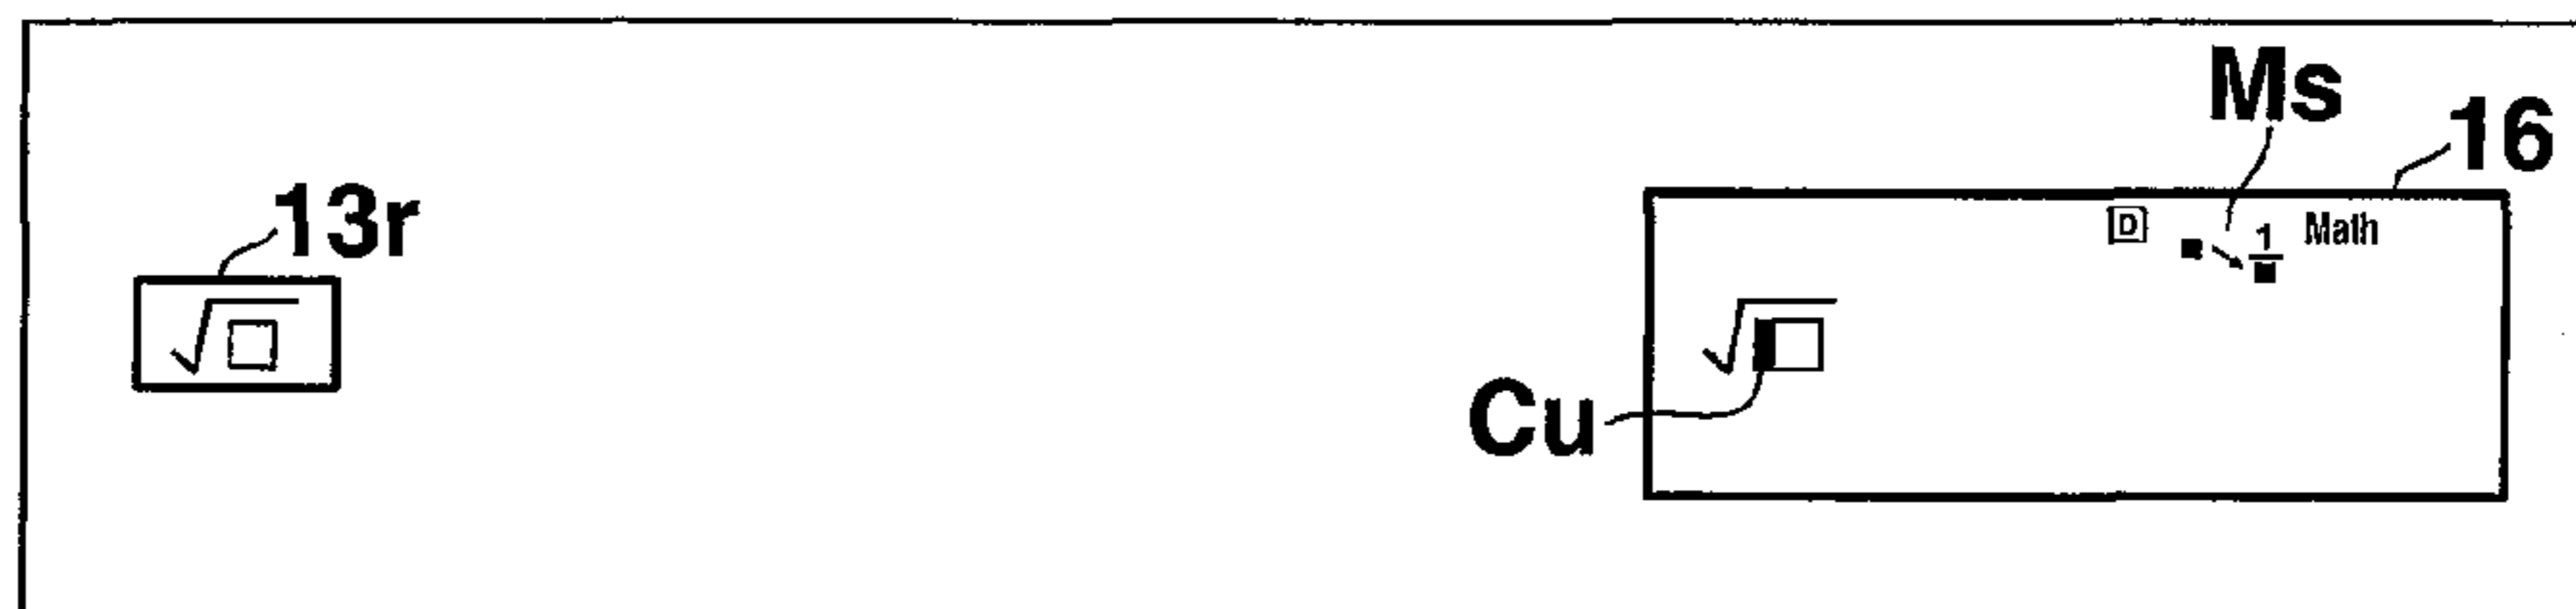 Ms
16
13r
D ■↘1/■ Math
√□
√□
Cu